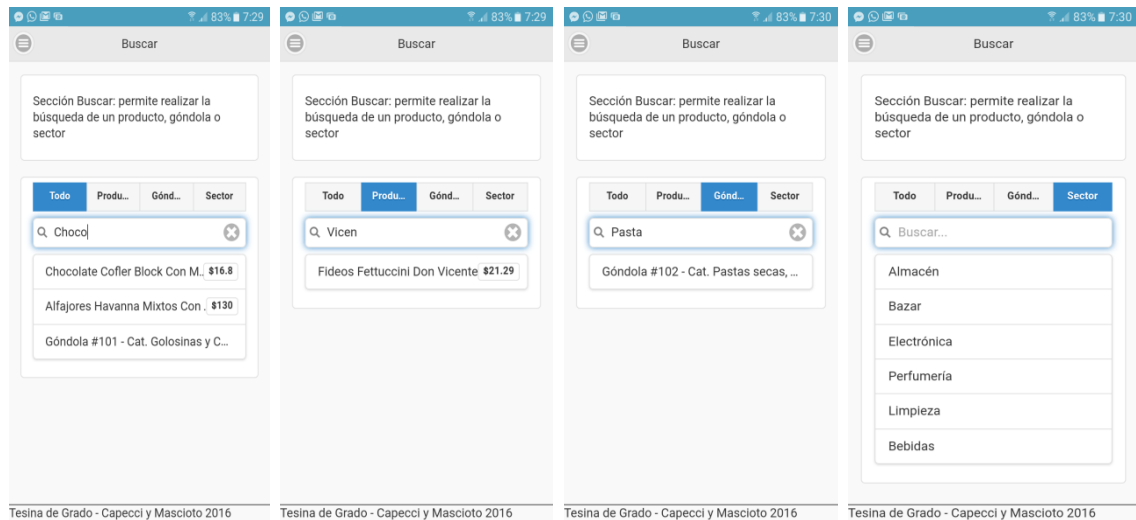 83% 7:29
Buscar
Sección Buscar: permite realizar la
búsqueda de un producto, góndola o
sector
Todo Produ... Gónd... Sector
Choco
Chocolate Cofler Block Con M.. $16.8
Alfajores Havanna Mixtos Con . $130
Góndola #101 - Cat. Golosinas y C...
Tesina de Grado - Capecci y Mascioto 2016
83% 7:29
Buscar
Sección Buscar: permite realizar la
búsqueda de un producto, góndola o
sector
Todo Produ... Gónd... Sector
Vicen
Fideos Fettuccini Don Vicente $21.29
Tesina de Grado - Capecci y Mascioto 2016
83% 7:30
Buscar
Sección Buscar: permite realizar la
búsqueda de un producto, góndola o
sector
Todo Produ... Gónd... Sector
Pasta
Góndola #102 - Cat. Pastas secas, ...
Tesina de Grado - Capecci y Mascioto 2016
83% 7:30
Buscar
Sección Buscar: permite realizar la
búsqueda de un producto, góndola o
sector
Todo Produ... Gónd... Sector
Buscar...
Almacén
Bazar
Electrónica
Perfumería
Limpieza
Bebidas
Tesina de Grado - Capecci y Mascioto 2016